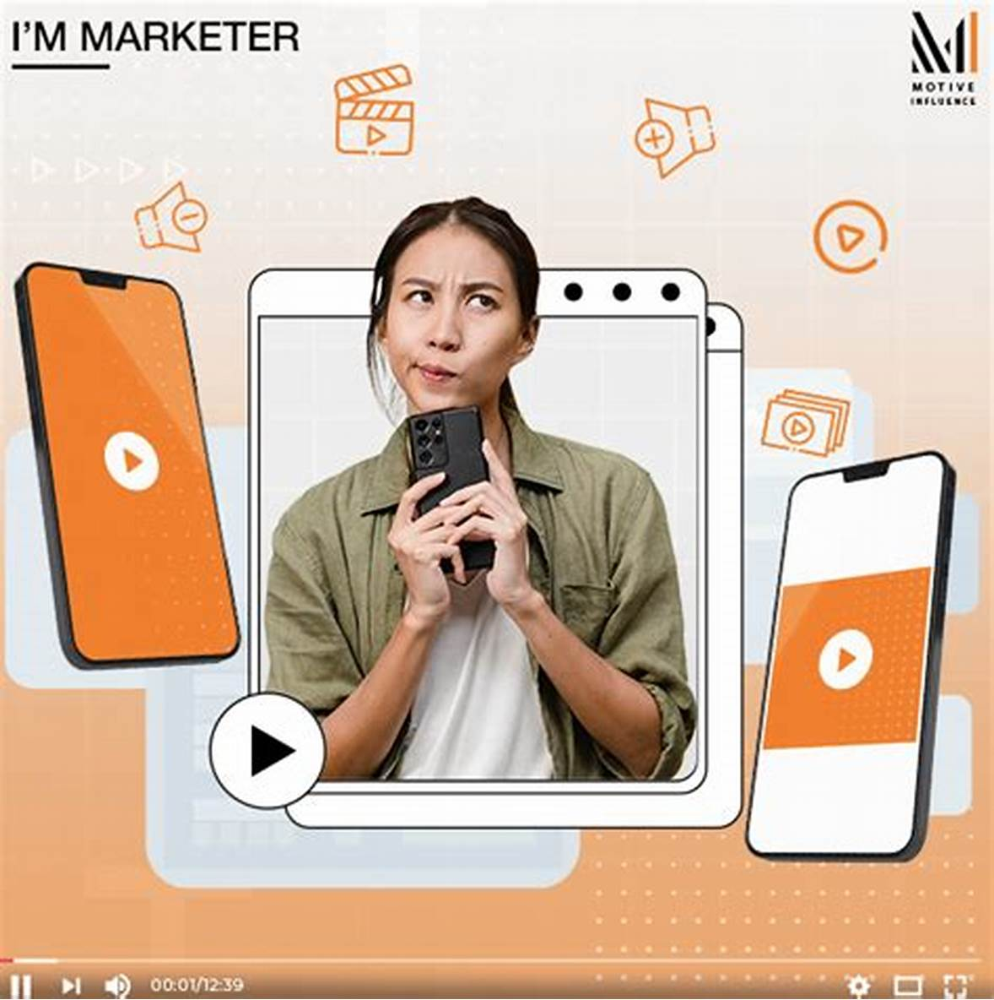 I'M MARKETER
MOTIVE
INFLUENCE
00:01/12:39